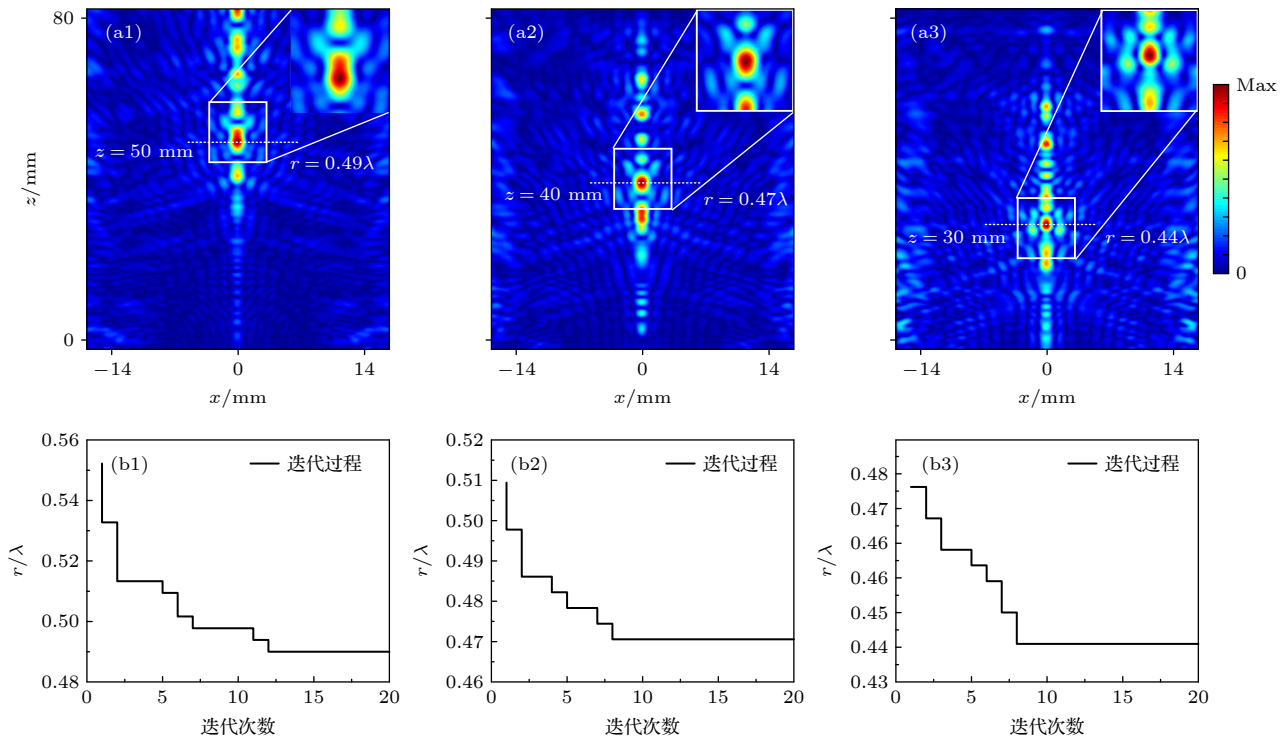 80
(a1)
z = 50 mm
r = 0.49λ
0
z/mm
−14
0
14
x/mm
(a2)
z = 40 mm
r = 0.47λ
−14
0
14
x/mm
(a3)
z = 30 mm
r = 0.44λ
−14
0
14
x/mm
Max
0
0.56
0.54
0.52
0.50
0.48
r/λ
(b1)
迭代过程
0
5
10
15
20
迭代次数
0.52
0.51
0.50
0.49
0.48
0.47
0.46
r/λ
(b2)
迭代过程
0
5
10
15
20
迭代次数
0.48
0.47
0.46
0.46
0.45
0.44
0.43
r/λ
(b3)
迭代过程
0
5
10
15
20
迭代次数